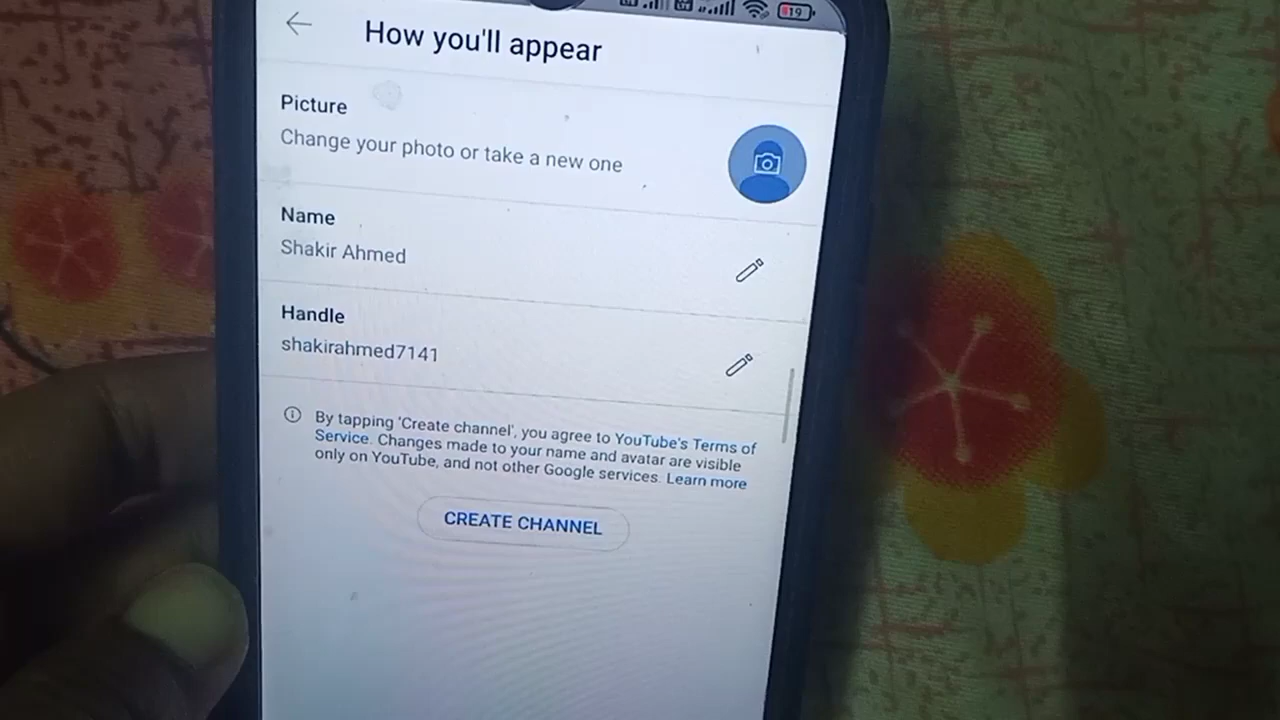 19
How you'll appear
Picture
Change your photo or take a new one
Name
Shakir Ahmed
Handle
shakirahmed7141
By tapping 'Create channel', you agree to YouTube's Terms of
Service. Changes made to your name and avatar are visible
only on YouTube, and not other Google services. Learn more
CREATE CHANNEL